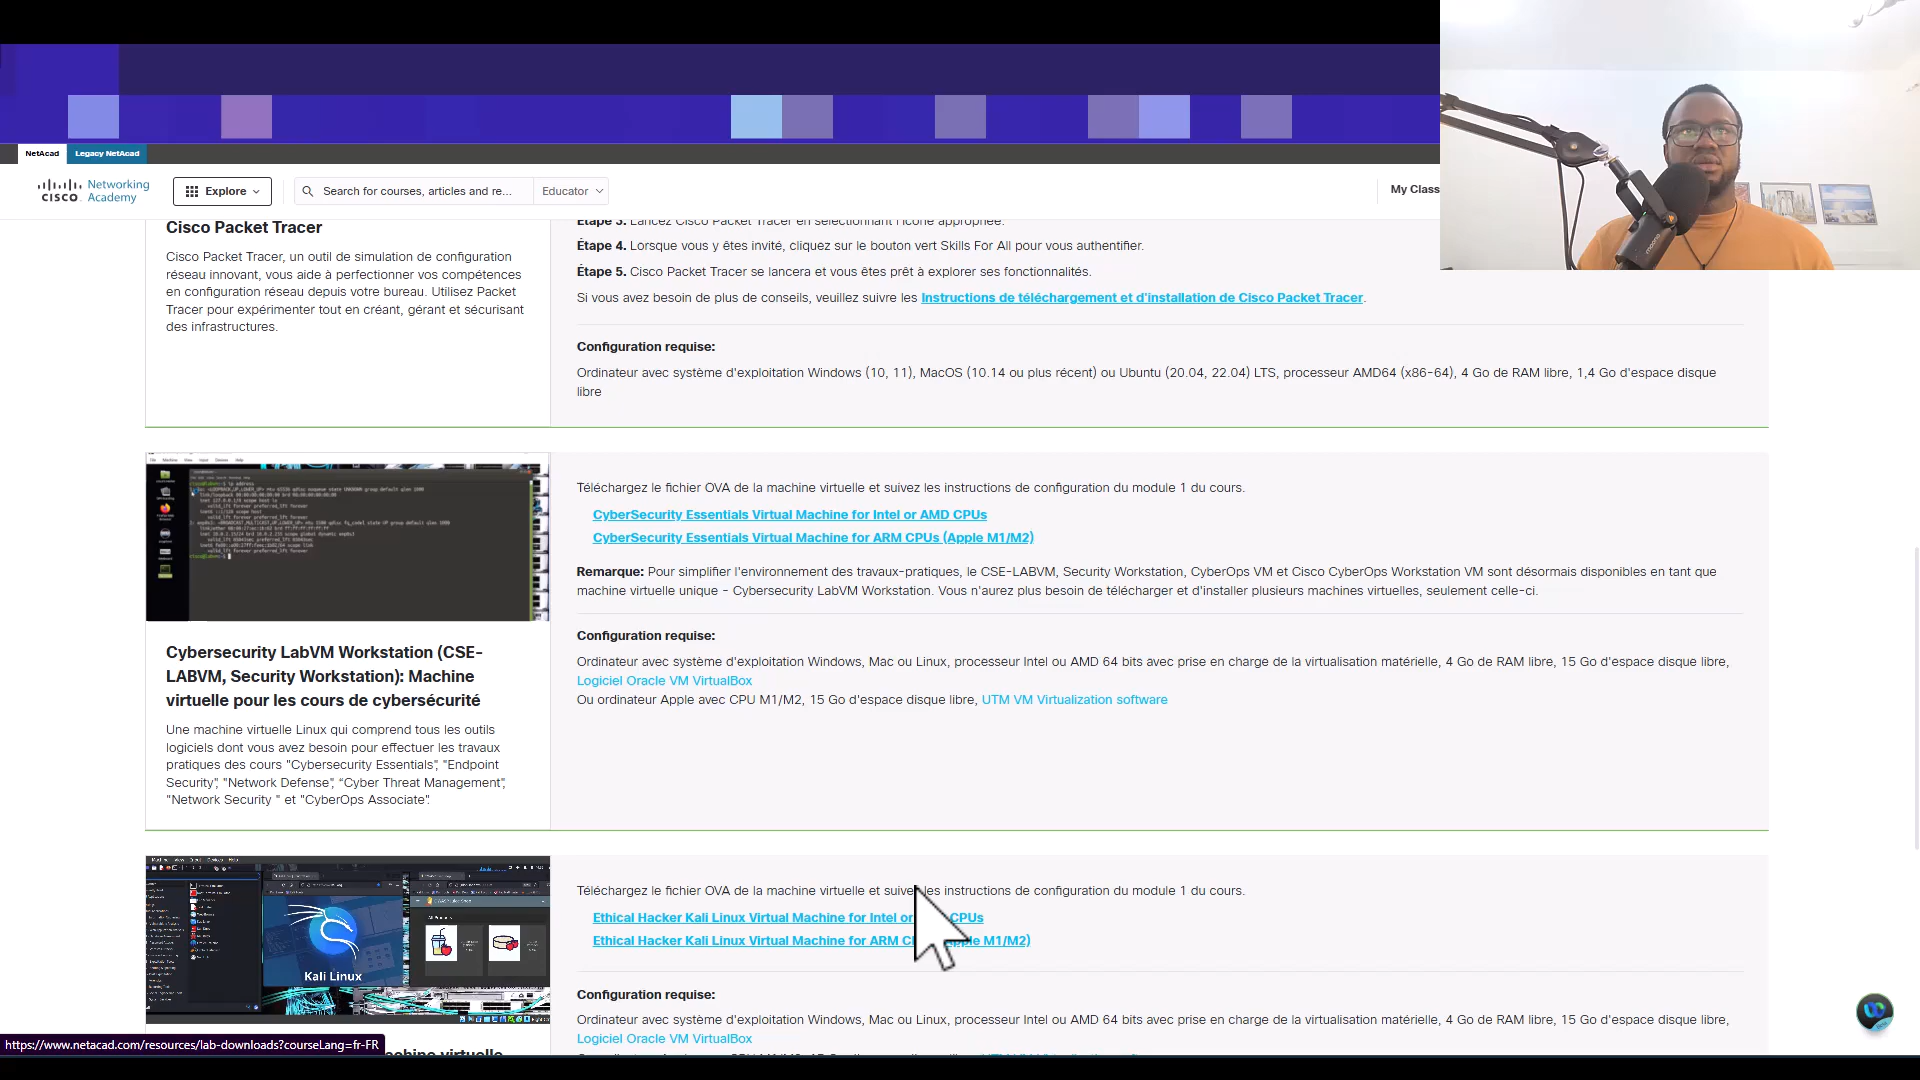 NetAcad
Legacy NetAcad
CISCO
Networking
Academy
Explore
Search for courses, articles and re...
Educator
My Class
Cisco Packet Tracer
Cisco Packet Tracer, un outil de simulation de configuration
réseau innovant, vous aide à perfectionner vos compétences
en configuration réseau depuis votre bureau. Utilisez Packet
Tracer pour expérimenter tout en créant, gérant et sécurisant
des infrastructures.
Étape 3. Lancez Cisco Packet Tracer en sélectionnant l'icône appropriée.
Étape 4. Lorsque vous y êtes invité, cliquez sur le bouton vert Skills For All pour vous authentifier.
Étape 5. Cisco Packet Tracer se lancera et vous êtes prêt à explorer ses fonctionnalités.
Si vous avez besoin de plus de conseils, veuillez suivre les Instructions de téléchargement et d'installation de Cisco Packet Tracer.
Configuration requise:
Ordinateur avec système d'exploitation Windows (10, 11), MacOS (10.14 ou plus récent) ou Ubuntu (20.04, 22.04) LTS, processeur AMD64 (x86-64), 4 Go de RAM libre, 1,4 Go d'espace disque
libre
Cybersecurity LabVM Workstation (CSE-
LABVM, Security Workstation): Machine
virtuelle pour les cours de cybersécurité
Une machine virtuelle Linux qui comprend tous les outils
logiciels dont vous avez besoin pour effectuer les travaux
pratiques des cours "Cybersecurity Essentials", "Endpoint
Security", "Network Defense", "Cyber Threat Management",
"Network Security " et "CyberOps Associate".
Téléchargez le fichier OVA de la machine virtuelle et suivez les instructions de configuration du module 1 du cours.
CyberSecurity Essentials Virtual Machine for Intel or AMD CPUs
CyberSecurity Essentials Virtual Machine for ARM CPUs (Apple M1/M2)
Remarque: Pour simplifier l'environnement des travaux-pratiques, le CSE-LABVM, Security Workstation, CyberOps VM et Cisco CyberOps Workstation VM sont désormais disponibles en tant que
machine virtuelle unique - Cybersecurity LabVM Workstation. Vous n'aurez plus besoin de télécharger et d'installer plusieurs machines virtuelles, seulement celle-ci.
Configuration requise:
Ordinateur avec système d'exploitation Windows, Mac ou Linux, processeur Intel ou AMD 64 bits avec prise en charge de la virtualisation matérielle, 4 Go de RAM libre, 15 Go d'espace disque libre,
Logiciel Oracle VM VirtualBox
Ou ordinateur Apple avec CPU M1/M2, 15 Go d'espace disque libre, UTM VM Virtualization software
Kali Linux
Téléchargez le fichier OVA de la machine virtuelle et suivez les instructions de configuration du module 1 du cours.
Ethical Hacker Kali Linux Virtual Machine for Intel or CPUs
Ethical Hacker Kali Linux Virtual Machine for ARM Apple M1/M2)
Configuration requise:
Ordinateur avec système d'exploitation Windows, Mac ou Linux, processeur Intel ou AMD 64 bits avec prise en charge de la virtualisation matérielle, 4 Go de RAM libre, 15 Go d'espace disque libre,
Logiciel Oracle VM VirtualBox
https://www.netacad.com/resources/lab-downloads?courseLang=fr-FR